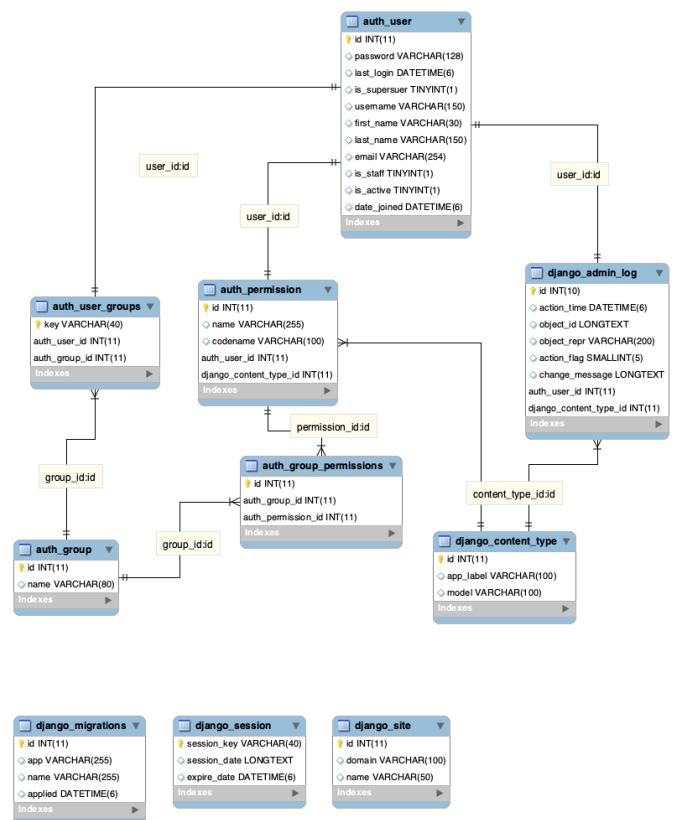 auth_user
id INT(11)
password VARCHAR(128)
last_login DATETIME(6)
is_supersuer TINYINT(1)
username VARCHAR(150)
first_name VARCHAR(30)
last_name VARCHAR(150)
email VARCHAR(254)
is_staff TINYINT(1)
is_active TINYINT(1)
date_joined DATETIME(6)
Indexes
user_id:id
user_id:id
user_id:id
auth_user_groups
key VARCHAR(40)
auth_user_id INT(11)
auth_group_id INT(11)
Indexes
auth_permission
id INT(11)
name VARCHAR(255)
codename VARCHAR(100)
auth_user_id INT(11)
django_content_type_id INT(11)
Indexes
django_admin_log
id INT(10)
action_time DATETIME(6)
object_id LONGTEXT
object_repr VARCHAR(200)
action_flag SMALLINT(5)
change_message LONGTEXT
auth_user_id INT(11)
django_content_type_id INT(11)
Indexes
permission_id:id
group_id:id
auth_group_permissions
id INT(11)
auth_group_id INT(11)
auth_permission_id INT(11)
Indexes
content_type_id:id
group_id:id
auth_group
id INT(11)
name VARCHAR(80)
Indexes
django_content_type
id INT(11)
app_label VARCHAR(100)
model VARCHAR(100)
Indexes
django_migrations
id INT(11)
app VARCHAR(255)
name VARCHAR(255)
applied DATETIME(6)
Indexes
django_session
session_key VARCHAR(40)
session_date LONGTEXT
expire_date DATETIME(6)
Indexes
django_site
id INT(11)
domain VARCHAR(100)
name VARCHAR(50)
Indexes